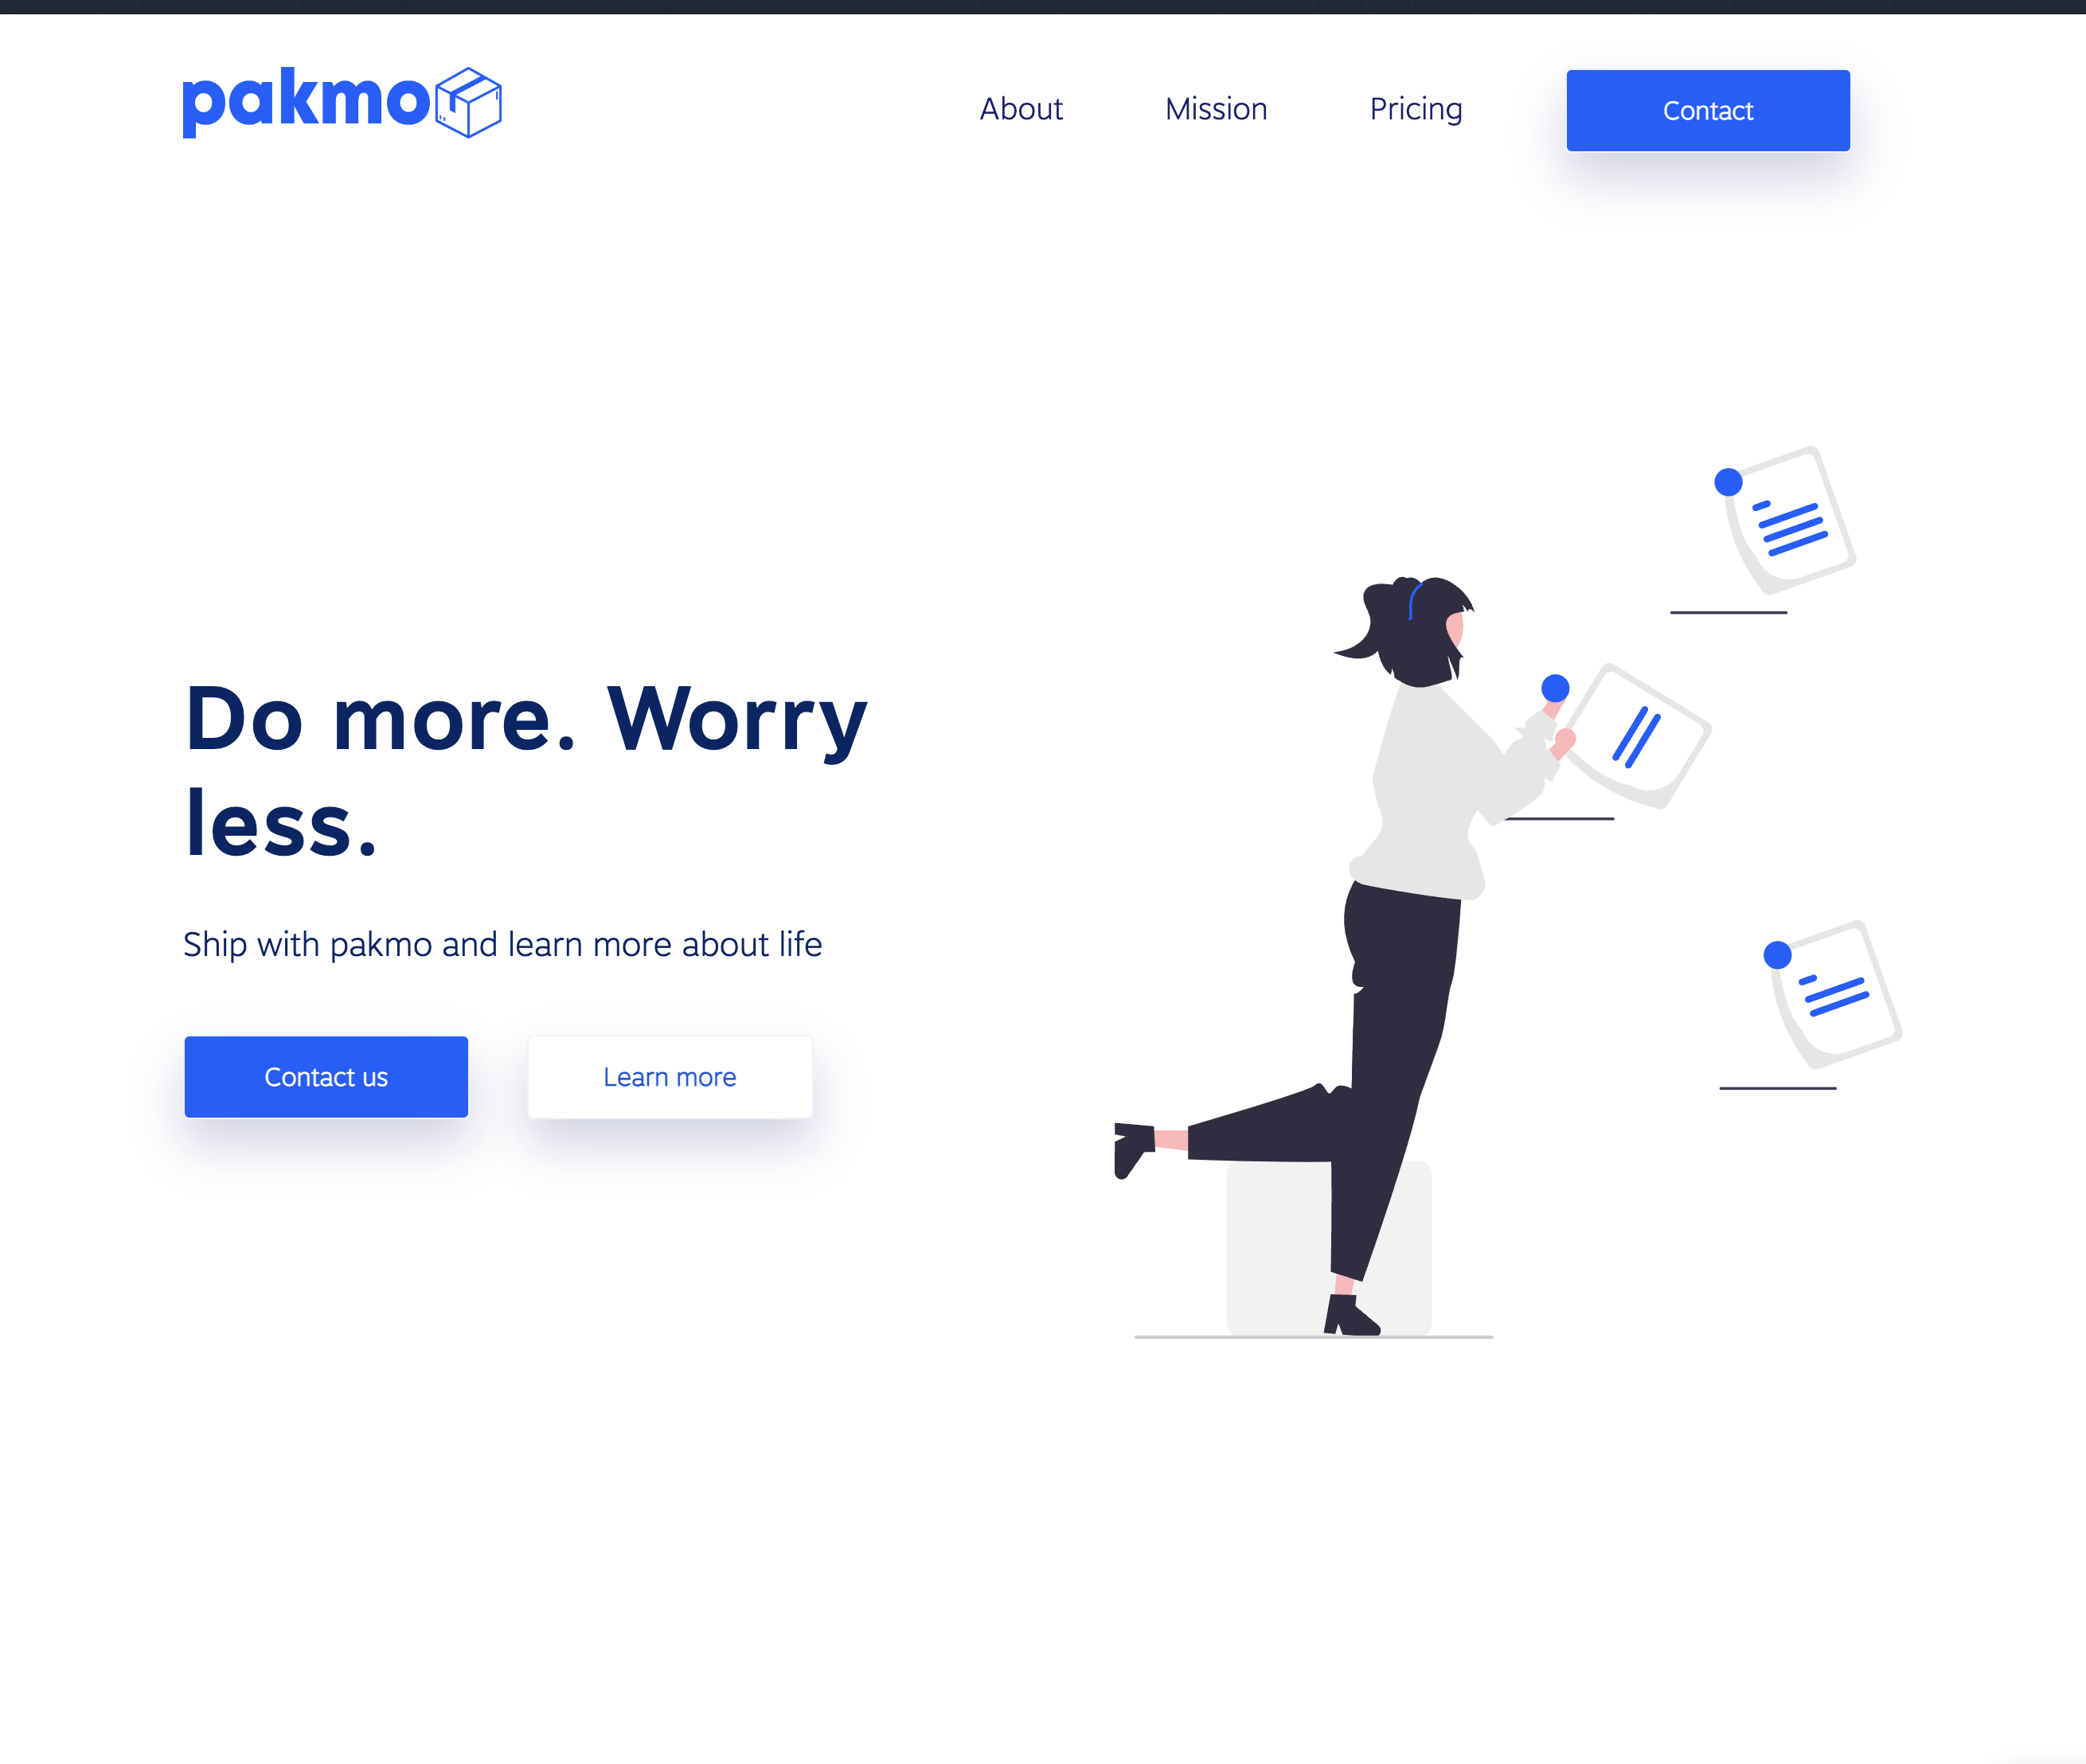 pakmo
About
Mission
Pricing
Contact
Do more. Worry
less.
Ship with pakmo and learn more about life
Contact us
Learn more